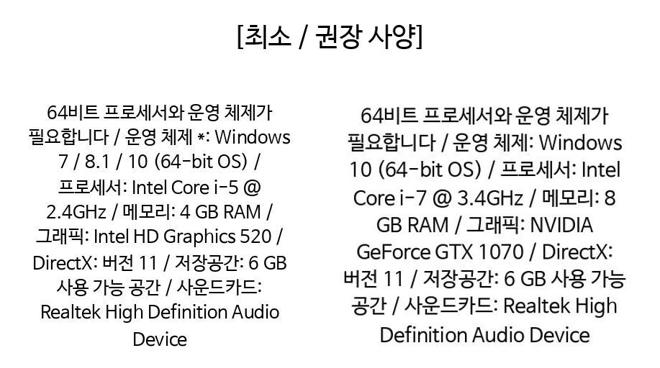 [최소 / 권장 사양]
64비트 프로세서와 운영 체제가
필요합니다 / 운영 체제 *: Windows
7 / 8.1 / 10 (64-bit OS) /
프로세서: Intel Core i-5 @
2.4GHz / 메모리: 4 GB RAM /
그래픽: Intel HD Graphics 520 /
DirectX: 버전 11 / 저장공간: 6 GB
사용 가능 공간 / 사운드카드:
Realtek High Definition Audio
Device
64비트 프로세서와 운영 체제가
필요합니다 / 운영 체제: Windows
10 (64-bit OS) / 프로세서: Intel
Core i-7 @ 3.4GHz / 메모리: 8
GB RAM / 그래픽: NVIDIA
GeForce GTX 1070 / DirectX:
버전 11 / 저장공간: 6 GB 사용 가능
공간 / 사운드카드: Realtek High
Definition Audio Device